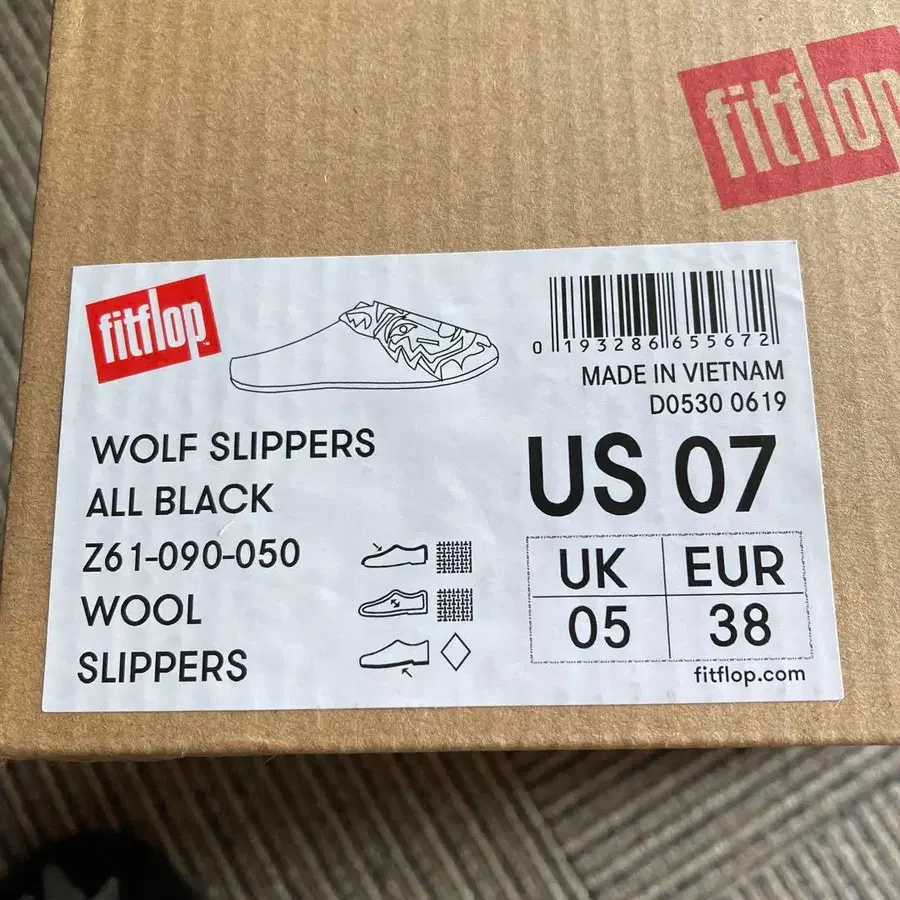 fitflop
fitflop™
0 193286 655672
MADE IN VIETNAM
D0530 0619
WOLF SLIPPERS
ALL BLACK
Z61-090-050
WOOL
SLIPPERS
US 07
UK EUR
05 38
fitflop.com